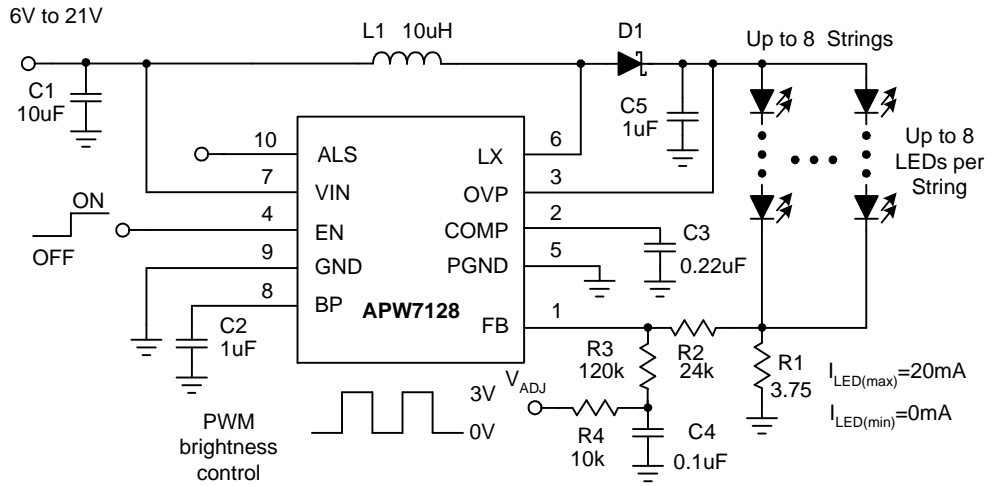 6V to 21V
L1 10uH
D1
Up to 8 Strings
C1
10uF
C5
1uF
Up to 8
LEDs per
String
10
ALS
7
VIN
ON
OFF
4
EN
9
GND
8
BP
LX
6
OVP
3
COMP
2
PGND
5
FB
1
APW7128
C3
0.22uF
C2
1uF
R3
120k
R2
24k
R1
3.75
ILED(max)=20mA
ILED(min)=0mA
VADJ
3V
0V
PWM
brightness
control
R4
10k
C4
0.1uF